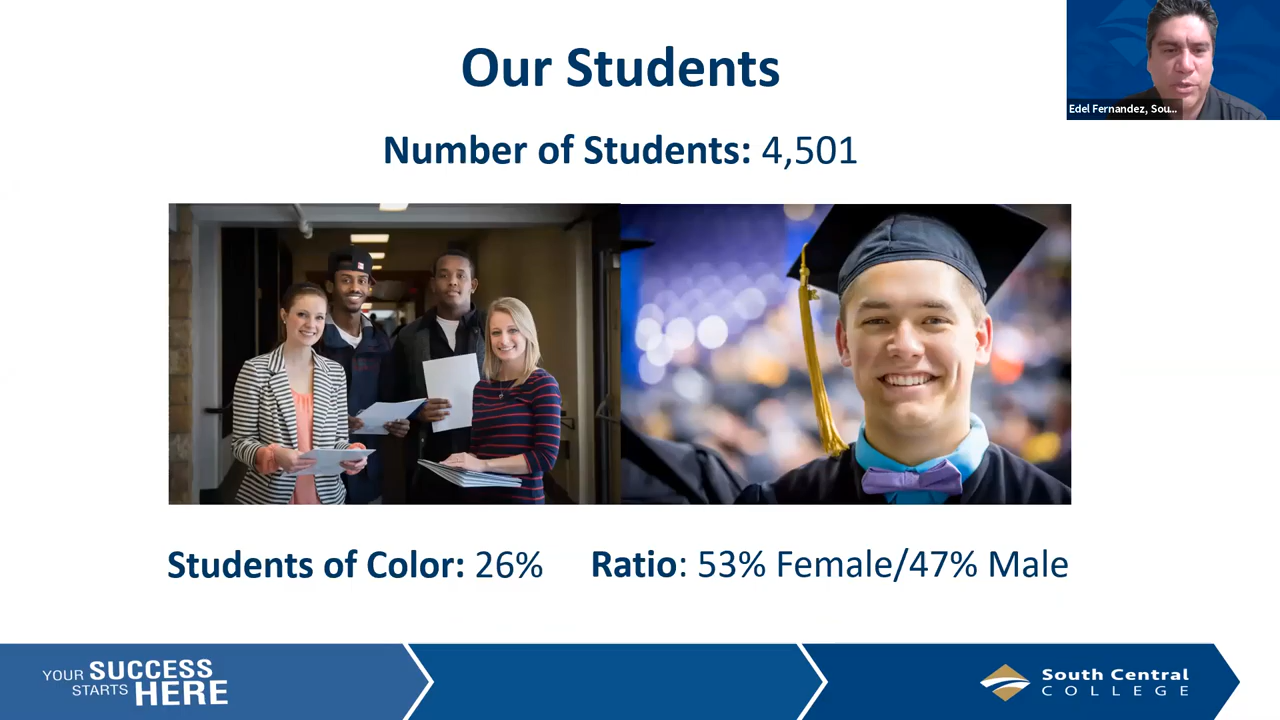 Our Students
Edel Fernandez, Sou...
Number of Students: 4,501
Students of Color: 26%
Ratio: 53% Female/47% Male
YOUR SUCCESS
STARTS HERE
South Central
COLLEGE